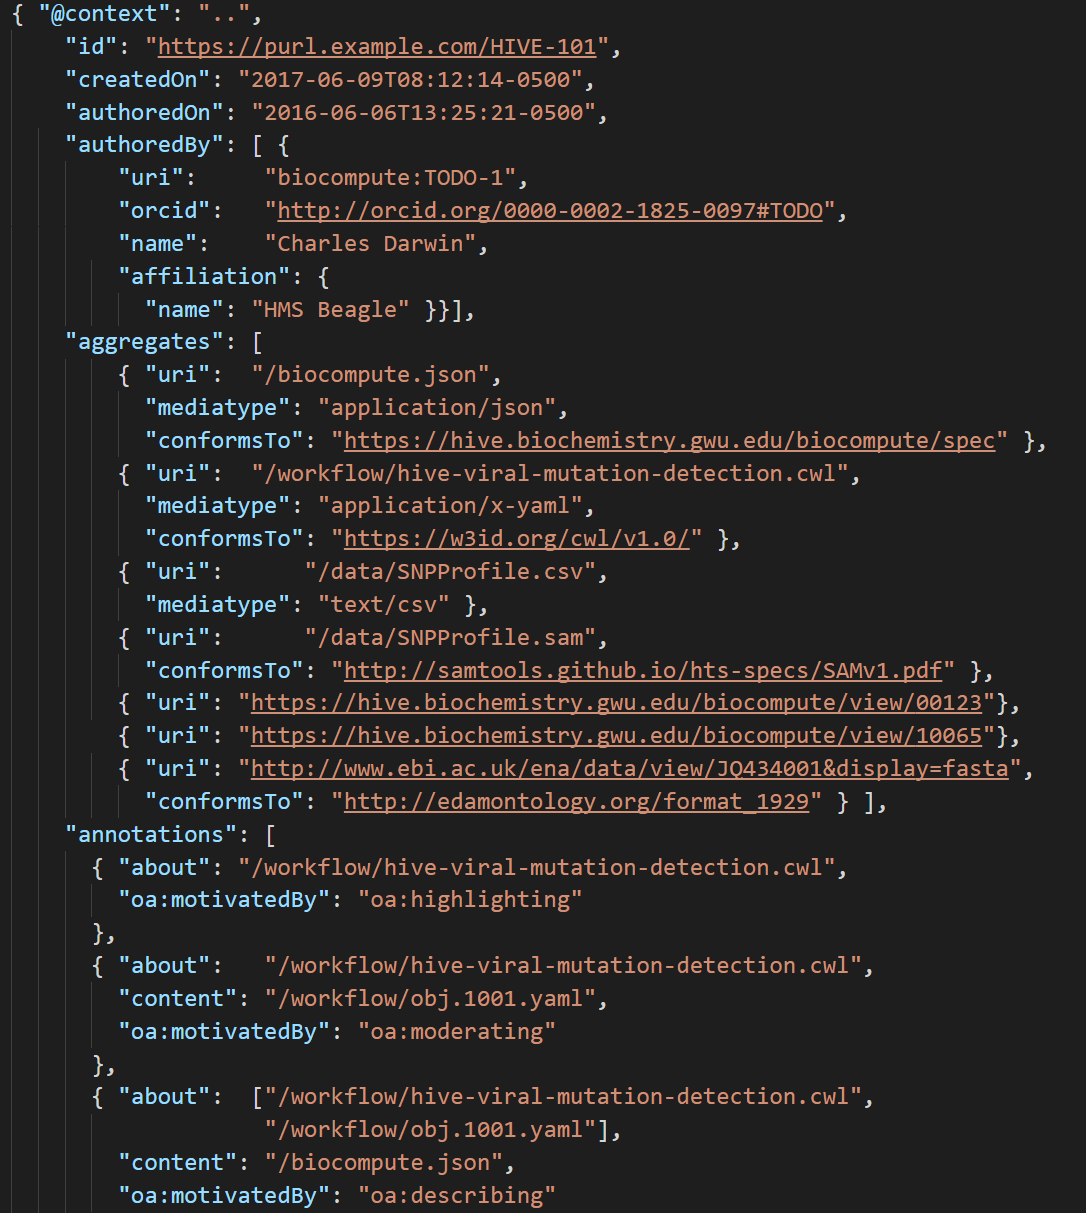 { "@context": "..",
    "id": "https://purl.example.com/HIVE-101",
    "createdOn": "2017-06-09T08:12:14-0500",
    "authoredOn": "2016-06-06T13:25:21-0500",
    "authoredBy": [ {
        "uri":     "biocompute:TODO-1",
        "orcid":   "http://orcid.org/0000-0002-1825-0097#TODO",
        "name":    "Charles Darwin",
        "affiliation": {
          "name": "HMS Beagle" }}],
    "aggregates": [
        { "uri":  "/biocompute.json",
          "mediatype": "application/json",
          "conformsTo": "https://hive.biochemistry.gwu.edu/biocompute/spec" },
        { "uri":  "/workflow/hive-viral-mutation-detection.cwl",
          "mediatype": "application/x-yaml",
          "conformsTo": "https://w3id.org/cwl/v1.0/" },
        { "uri":      "/data/SNPProfile.csv",
          "mediatype": "text/csv" },
        { "uri":      "/data/SNPProfile.sam",
          "conformsTo": "http://samtools.github.io/hts-specs/SAMv1.pdf" },
        { "uri": "https://hive.biochemistry.gwu.edu/biocompute/view/00123"},
        { "uri": "https://hive.biochemistry.gwu.edu/biocompute/view/10065"},
        { "uri": "http://www.ebi.ac.uk/ena/data/view/JQ434001&display=fasta",
          "conformsTo": "http://edamontology.org/format_1929" } ],
    "annotations": [
      { "about": "/workflow/hive-viral-mutation-detection.cwl",
        "oa:motivatedBy": "oa:highlighting"
      },
      { "about":   "/workflow/hive-viral-mutation-detection.cwl",
        "content": "/workflow/obj.1001.yaml",
        "oa:motivatedBy": "oa:moderating"
      },
      { "about":  ["/workflow/hive-viral-mutation-detection.cwl",
                   "/workflow/obj.1001.yaml"],
        "content": "/biocompute.json",
        "oa:motivatedBy": "oa:describing"